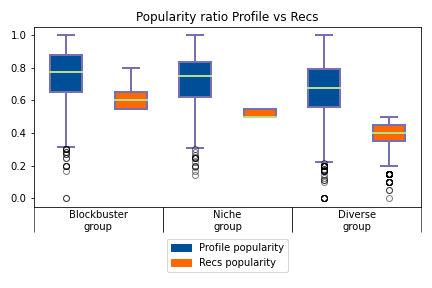 Popularity ratio Profile vs Recs
1.0
0.8
0.6
0.4
0.2
0.0
Blockbuster
group
Niche
group
Diverse
group
Profile popularity
Recs popularity